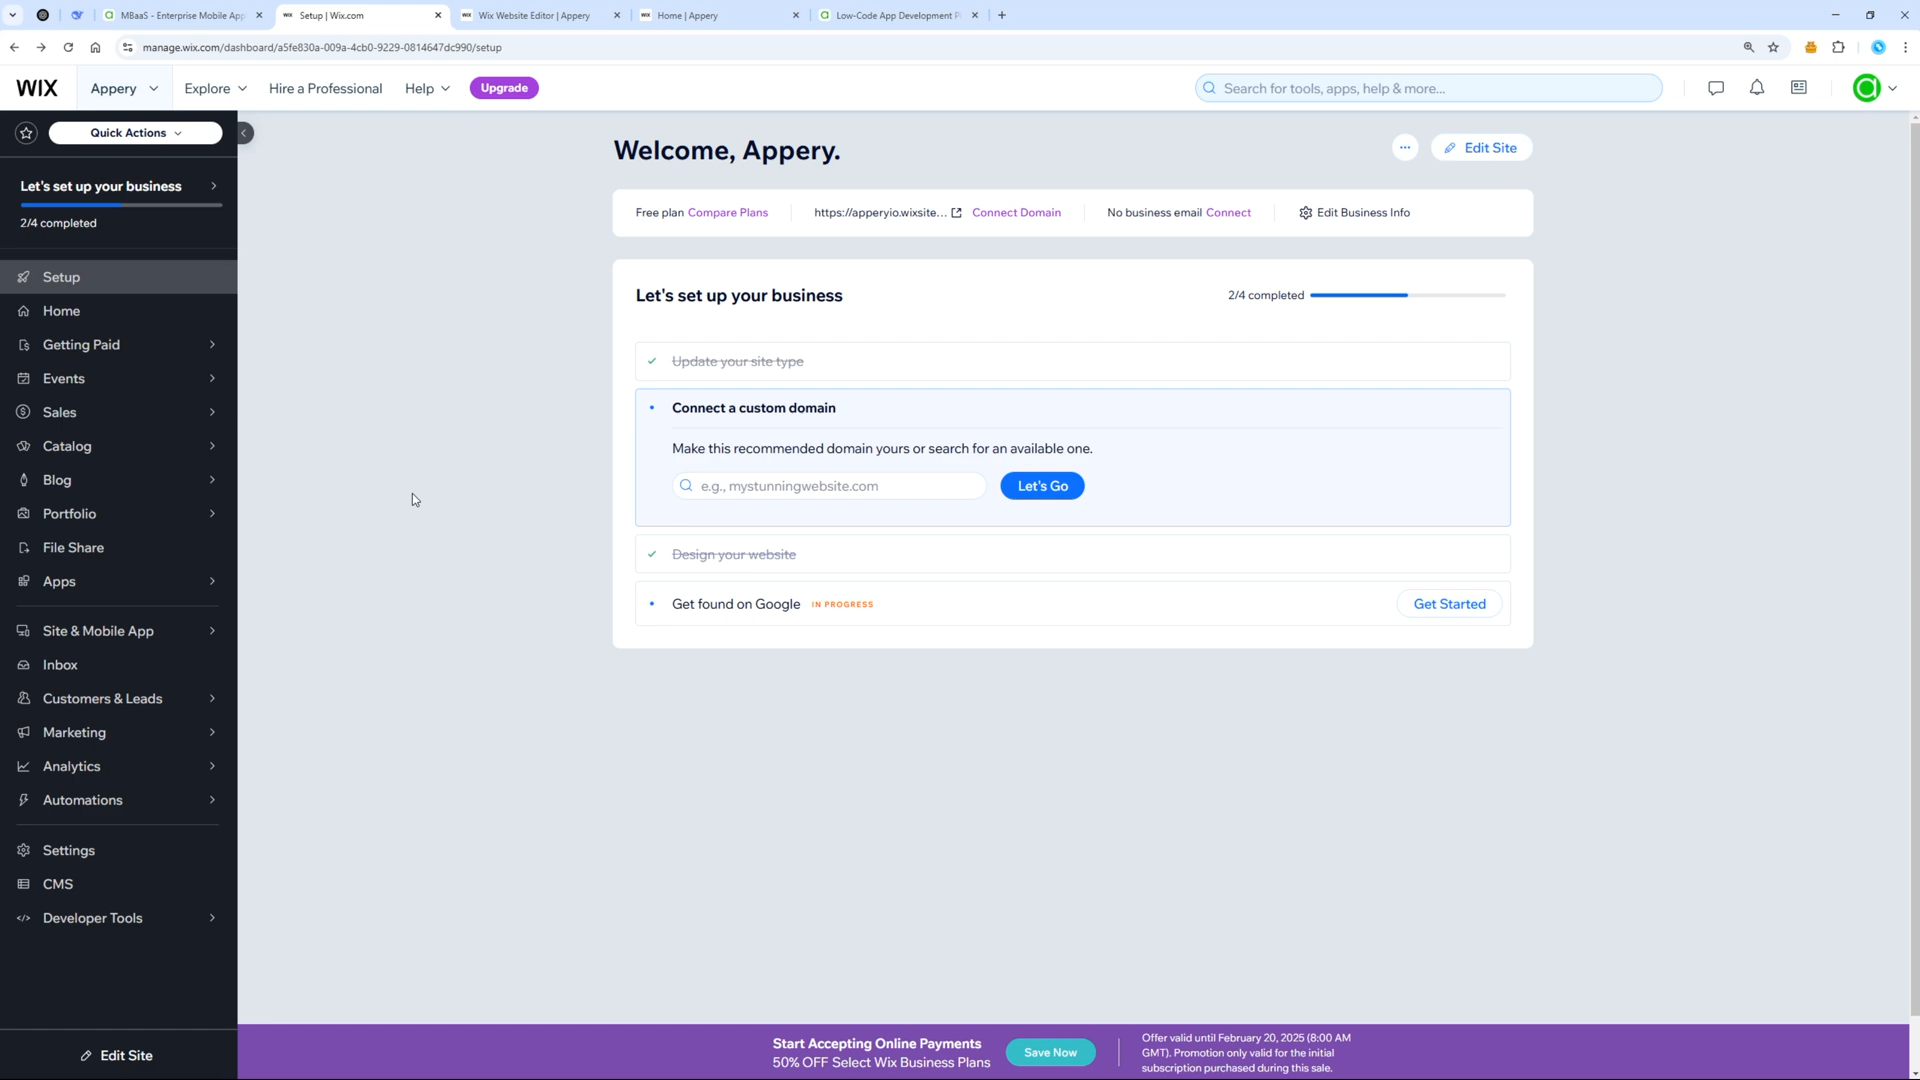 MBaaS - Enterprise Mobile App
Setup | Wix.com
Wix Website Editor | Appery
Home | Appery
Low-Code App Development P
manage.wix.com/dashboard/a5fe830a-009a-4cb0-9229-0814647dc990/setup
WIX
Appery
Explore
Hire a Professional
Help
Upgrade
Search for tools, apps, help & more...
Quick Actions
Let's set up your business
2/4 completed
Setup
Home
Getting Paid
Events
Sales
Catalog
Blog
Portfolio
File Share
Apps
Site & Mobile App
Inbox
Customers & Leads
Marketing
Analytics
Automations
Settings
CMS
Developer Tools
Edit Site
Welcome, Appery.
Edit Site
Free plan Compare Plans
https://apperyio.wixsite... Connect Domain
No business email Connect
Edit Business Info
Let's set up your business
2/4 completed
Update your site type
Connect a custom domain
Make this recommended domain yours or search for an available one.
e.g., mystunningwebsite.com
Let's Go
Design your website
Get found on Google IN PROGRESS
Get Started
Start Accepting Online Payments
50% OFF Select Wix Business Plans
Save Now
Offer valid until February 20, 2025 (8:00 AM
GMT). Promotion only valid for the initial
subscription purchased during this sale.